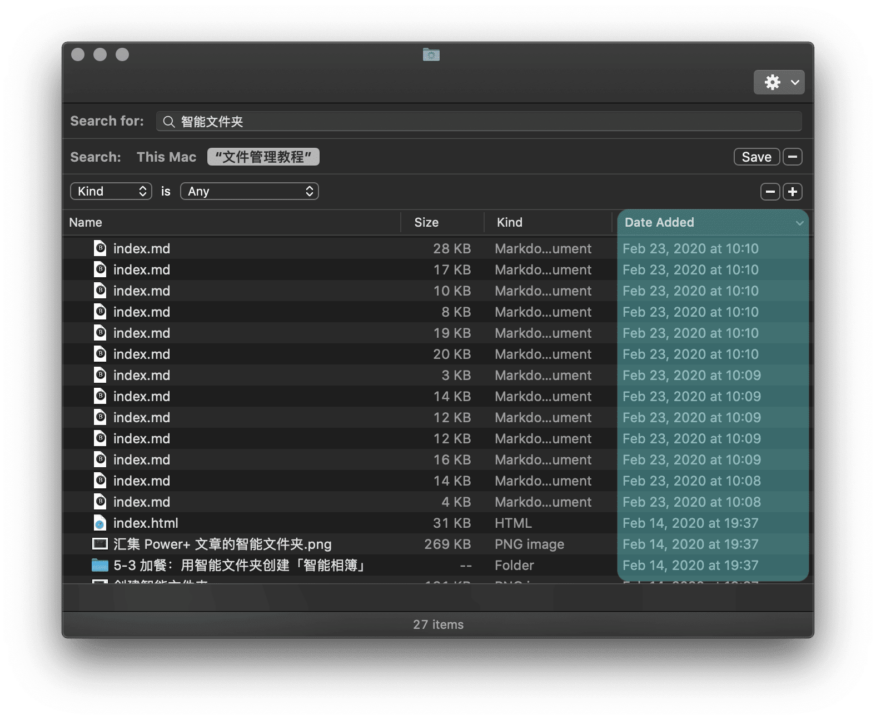 Search for: 智能文件夹
Search: This Mac “文件管理教程” Save
Kind is Any
Name Size Kind Date Added
index.md 28 KB Markdo...ument Feb 23, 2020 at 10:10
index.md 17 KB Markdo...ument Feb 23, 2020 at 10:10
index.md 10 KB Markdo...ument Feb 23, 2020 at 10:10
index.md 8 KB Markdo...ument Feb 23, 2020 at 10:10
index.md 19 KB Markdo...ument Feb 23, 2020 at 10:10
index.md 20 KB Markdo...ument Feb 23, 2020 at 10:10
index.md 3 KB Markdo...ument Feb 23, 2020 at 10:09
index.md 14 KB Markdo...ument Feb 23, 2020 at 10:09
index.md 12 KB Markdo...ument Feb 23, 2020 at 10:09
index.md 12 KB Markdo...ument Feb 23, 2020 at 10:09
index.md 16 KB Markdo...ument Feb 23, 2020 at 10:09
index.md 14 KB Markdo...ument Feb 23, 2020 at 10:08
index.md 4 KB Markdo...ument Feb 23, 2020 at 10:08
index.html 31 KB HTML Feb 14, 2020 at 19:37
汇集 Power+ 文章的智能文件夹.png 269 KB PNG image Feb 14, 2020 at 19:37
5-3 加餐：用智能文件夹创建「智能相簿」 -- Folder Feb 14, 2020 at 19:37
27 items